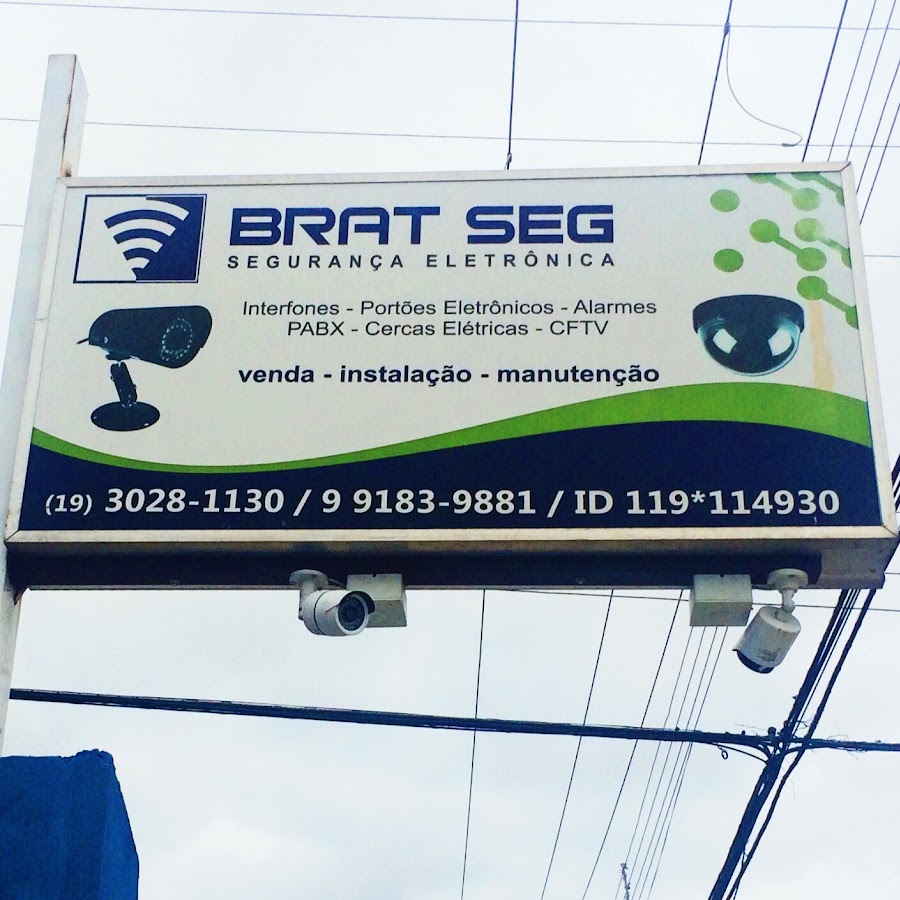 BRAT SEG
SEGURANÇA ELETRÔNICA
Interfones - Portões Eletrônicos - Alarmes
PABX - Cercas Elétricas - CFTV
venda - instalação - manutenção
(19) 3028-1130 / 9 9183-9881 / ID 119*114930